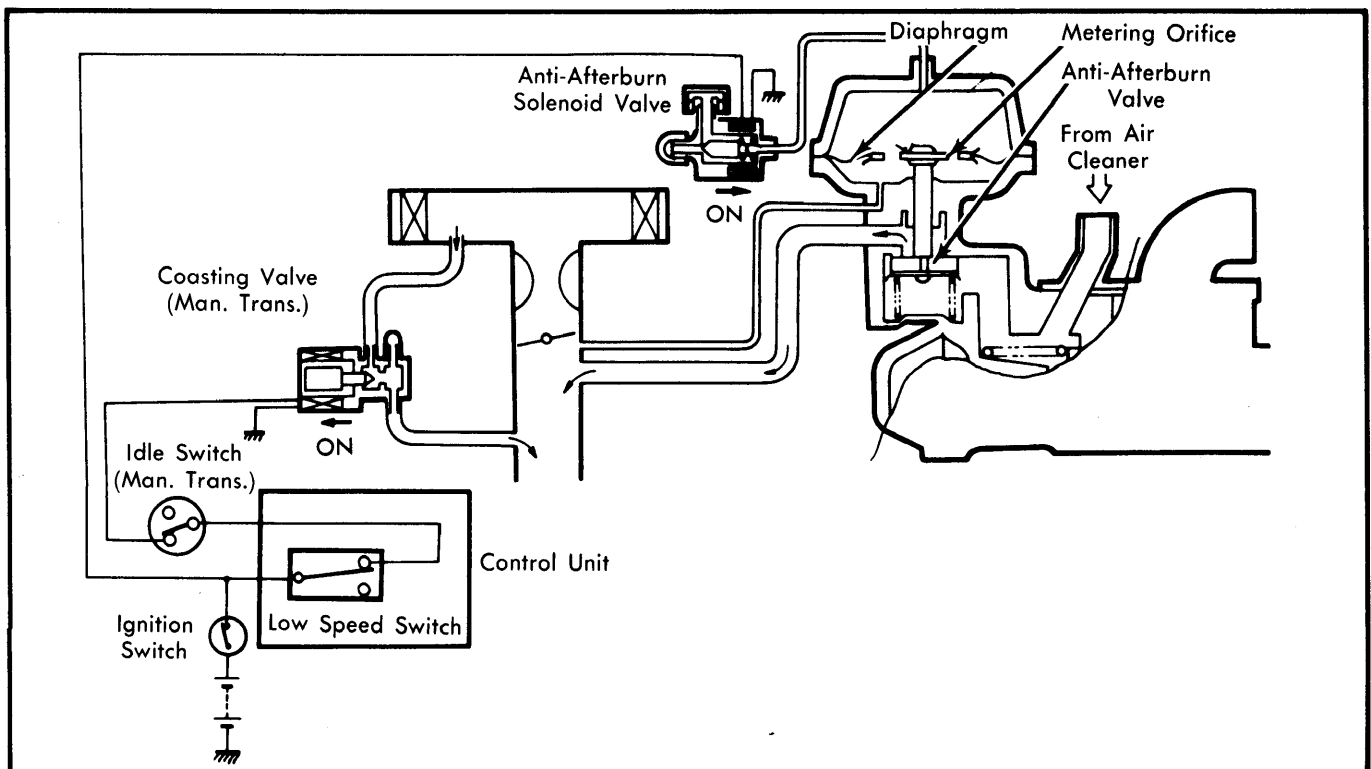 Diaphragm
Metering Orifice
Anti-Afterburn
Solenoid Valve
Anti-Afterburn
Valve
From Air
Cleaner
ON
Coasting Valve
(Man. Trans.)
ON
Idle Switch
(Man. Trans.)
Control Unit
Ignition
Switch
Low Speed Switch